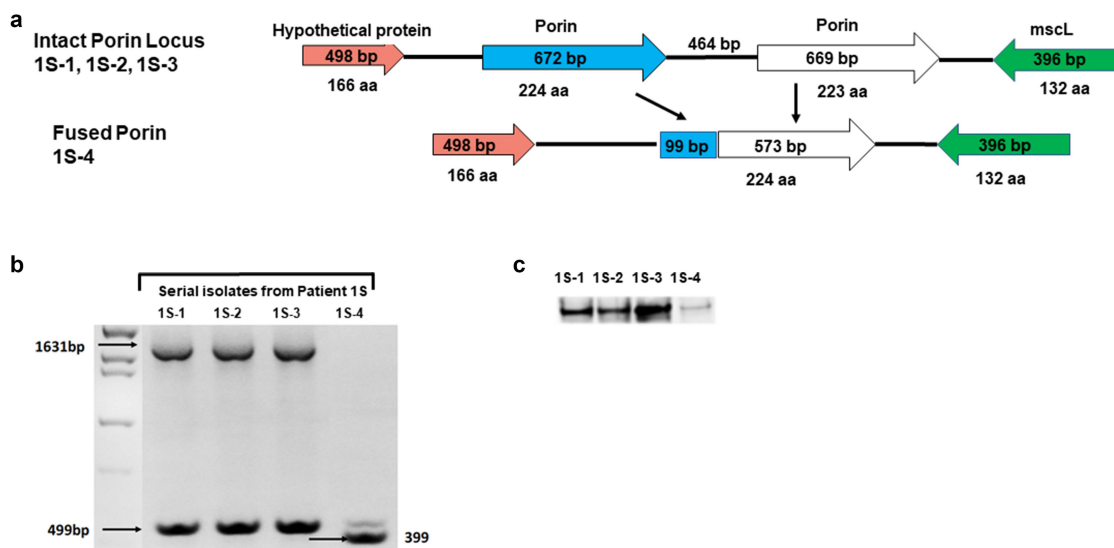 a
Intact Porin Locus
1S-1, 1S-2, 1S-3
Hypothetical protein
Porin
Porin
mscL
498 bp
672 bp
464 bp
669 bp
396 bp
166 aa
224 aa
223 aa
132 aa
Fused Porin
1S-4
498 bp
99 bp
573 bp
396 bp
166 aa
224 aa
132 aa
b
Serial isolates from Patient 1S
1S-1 1S-2 1S-3 1S-4
1631bp
499bp
399
c
1S-1 1S-2 1S-3 1S-4